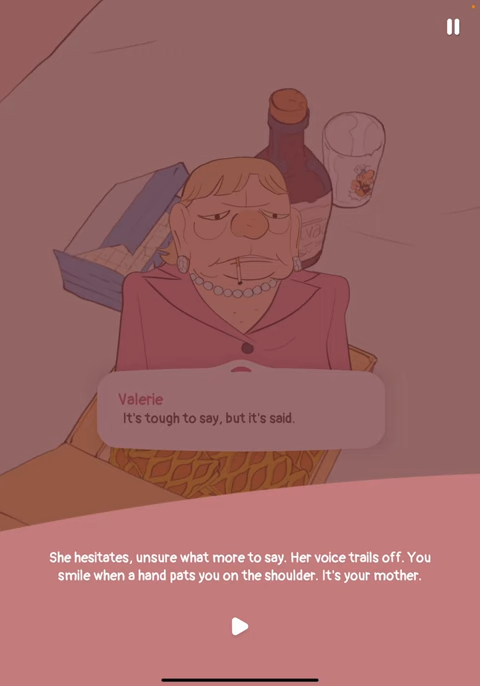 Valerie
It's tough to say, but it's said.
She hesitates, unsure what more to say. Her voice trails off. You
smile when a hand pats you on the shoulder. It's your mother.